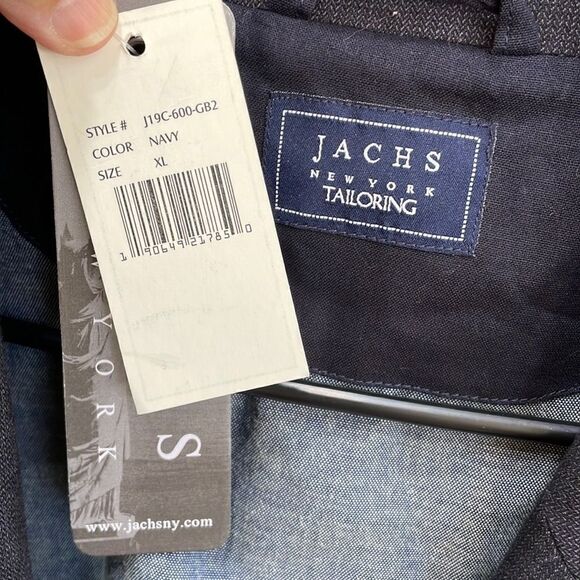 STYLE # J19C-600-GB2
COLOR NAVY
SIZE XL
1 90649 21785 0
JACHS
NEW YORK
TAILORING
YORK
S
www.jachsny.com